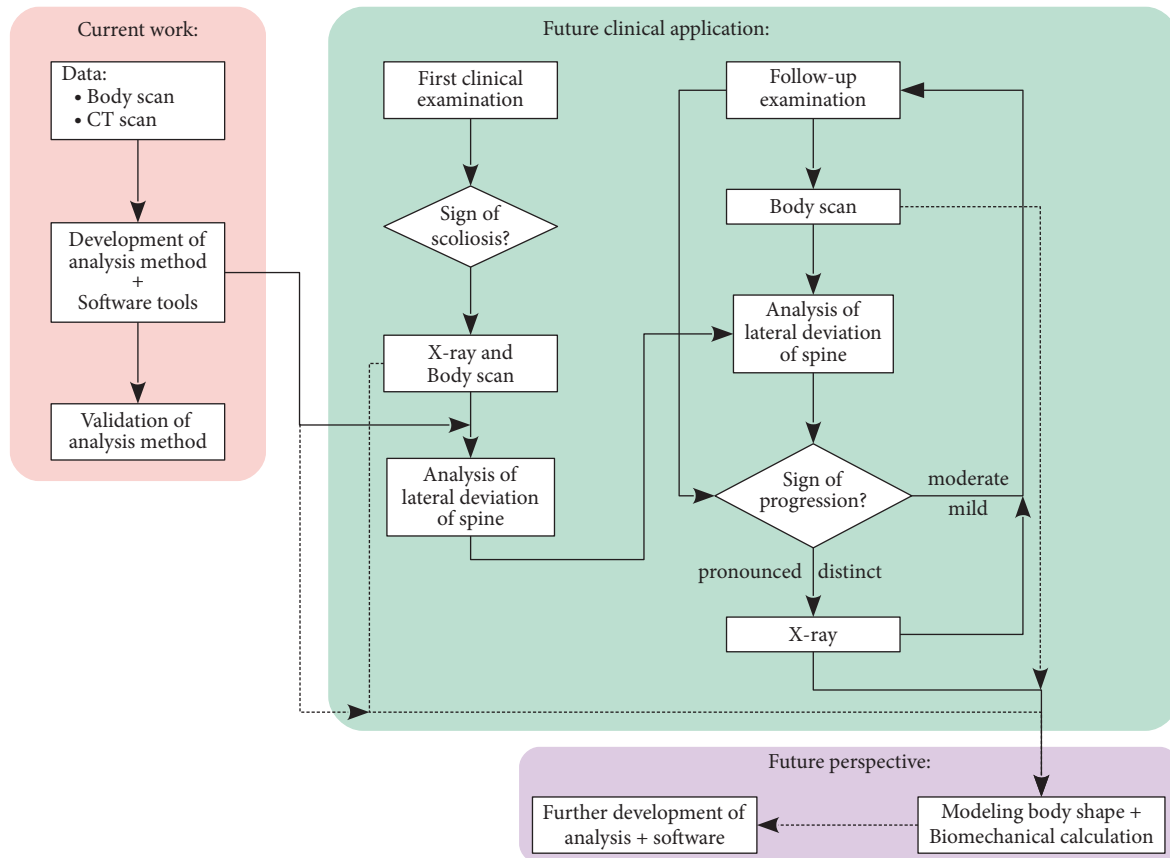 Current work:
Data:
• Body scan
• CT scan
Development of
analysis method
+
Software tools
Validation of
analysis method
Future clinical application:
First clinical
examination
Sign of
scoliosis?
X-ray and
Body scan
Analysis of
lateral deviation
of spine
Follow-up
examination
Body scan
Analysis of
lateral deviation
of spine
Sign of
progression?
moderate
mild
pronounced
distinct
X-ray
Future perspective:
Further development of
analysis + software
Modeling body shape +
Biomechanical calculation